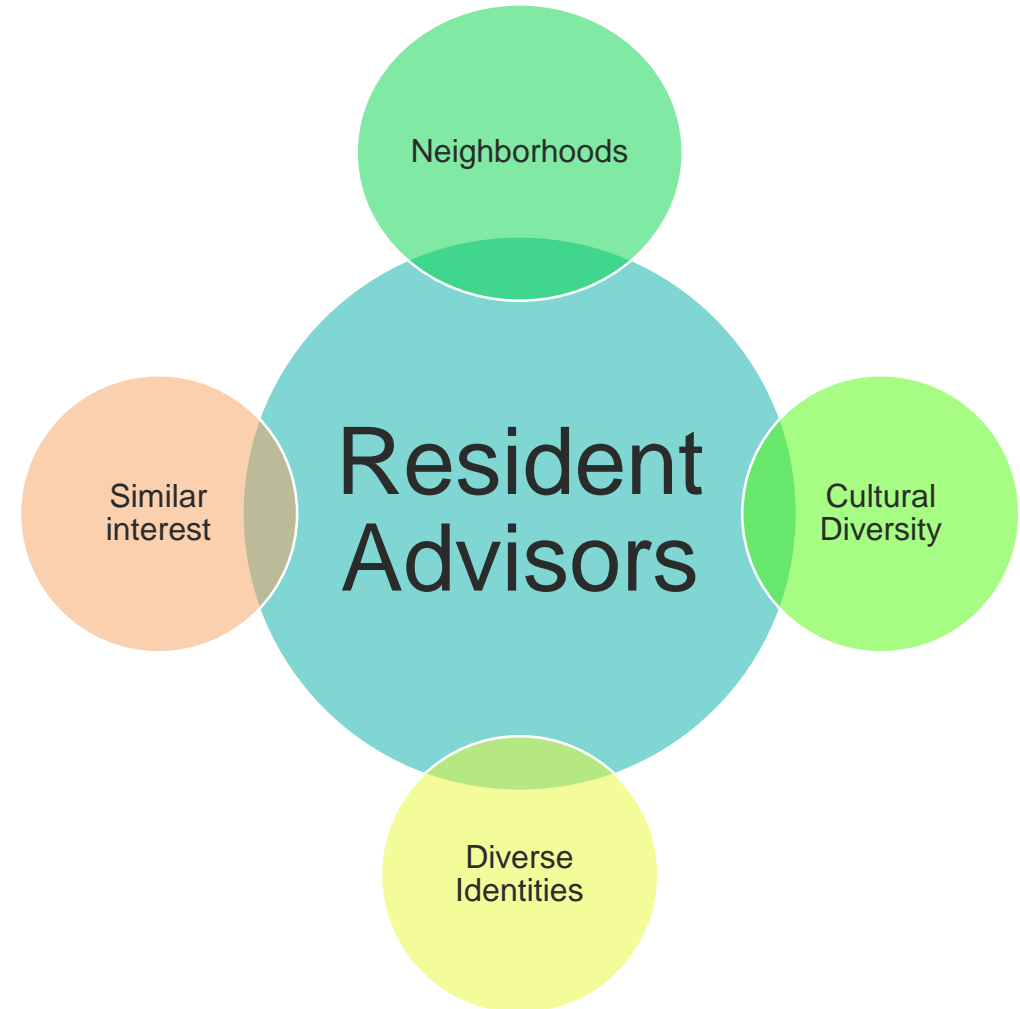 Neighborhoods
Similar
interest
Resident
Advisors
Cultural
Diversity
Diverse
Identities